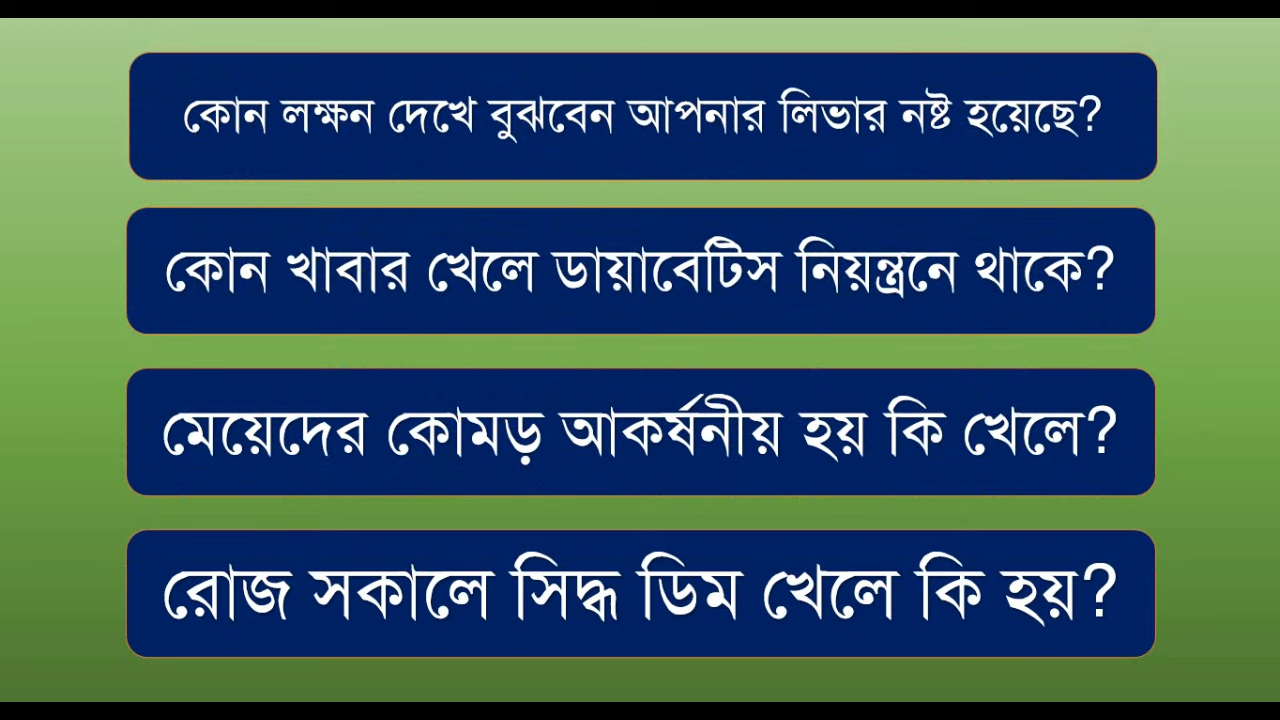 কোন লক্ষন দেখে বুঝবেন আপনার লিভার নষ্ট হয়েছে?
কোন খাবার খেলে ডায়াবেটিস নিয়ন্ত্রনে থাকে?
মেয়েদের কোমড় আকর্ষনীয় হয় কি খেলে?
রোজ সকালে সিদ্ধ ডিম খেলে কি হয়?